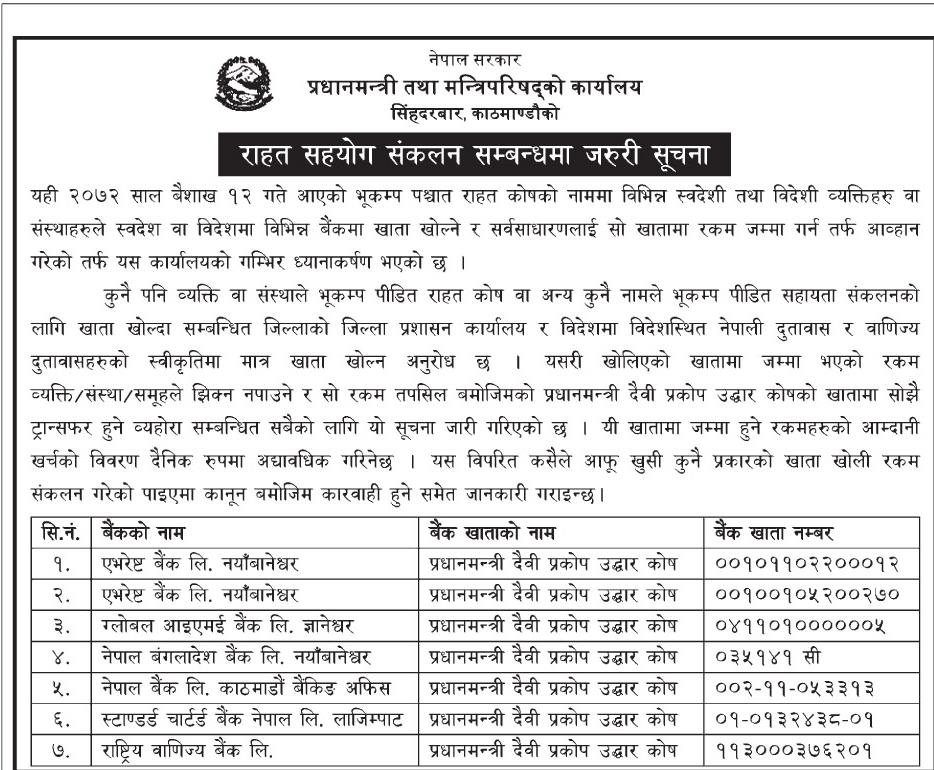 नेपाल सरकार
प्रधानमन्त्री तथा मन्त्रिपरिषद्को कार्यालय
सिंहदरबार, काठमाण्डौको
राहत सहयोग संकलन सम्बन्धमा जरुरी सूचना
यही २०७२ साल बैशाख १२ गते आएको भूकम्प पश्चात राहत कोषको नाममा विभिन्न स्वदेशी तथा विदेशी व्यक्तिहरु वा
संस्थाहरुले स्वदेश वा विदेशमा विभिन्न बैंकमा खाता खोल्ने र सर्वसाधारणलाई सो खातामा रकम जम्मा गर्न तर्फ आव्हान
गरेको तर्फ यस कार्यालयको गम्भिर ध्यानाकर्षण भएको छ ।
कुनै पनि व्यक्ति वा संस्थाले भूकम्प पीडित राहत कोष वा अन्य कुनै नामले भूकम्प पीडित सहायता संकलनको
लागि खाता खोल्दा सम्बन्धित जिल्लाको जिल्ला प्रशासन कार्यालय र विदेशमा विदेशस्थित नेपाली दुतावास र वाणिज्य
दुतावासहरुको स्वीकृतिमा मात्र खाता खोल्न अनुरोध छ । यसरी खोलिएको खातामा जम्मा भएको रकम
व्यक्ति/संस्था/समूहले झिक्न नपाउने र सो रकम तपसिल बमोजिमको प्रधानमन्त्री दैवी प्रकोप उद्धार कोषको खातामा सोझै
ट्रान्सफर हुने व्यहोरा सम्बन्धित सबैको लागि यो सूचना जारी गरिएको छ । यी खातामा जम्मा हुने रकमहरुको आम्दानी
खर्चको विवरण दैनिक रुपमा अद्यावधिक गरिनेछ । यस विपरित कसैले आफू खुसी कुनै प्रकारको खाता खोली रकम
संकलन गरेको पाइएमा कानून बमोजिम कारवाही हुने समेत जानकारी गराइन्छ।
सि.नं. बैंकको नाम बैंक खाताको नाम बैंक खाता नम्बर
१. एभरेष्ट बैंक लि. नयाँबानेश्वर प्रधानमन्त्री दैवी प्रकोप उद्धार कोष ००१०११०२२०००१२
२. एभरेष्ट बैंक लि. नयाँबानेश्वर प्रधानमन्त्री दैवी प्रकोप उद्धार कोष ००१००१०५२००२७०
३. ग्लोबल आइएमई बैंक लि. ज्ञानेश्वर प्रधानमन्त्री दैवी प्रकोप उद्धार कोष ०४११०१०००००००५
४. नेपाल बंगलादेश बैंक लि. नयाँबानेश्वर प्रधानमन्त्री दैवी प्रकोप उद्धार कोष ०३५१४१ सी
५. नेपाल बैंक लि. काठमाडौं बैंकिङ अफिस प्रधानमन्त्री दैवी प्रकोप उद्धार कोष ००२-११-०५३३१३
६. स्टाण्डर्ड चार्टर्ड बैंक नेपाल लि. लाजिम्पाट प्रधानमन्त्री दैवी प्रकोप उद्धार कोष ०१-०१३२४३८-०१
७. राष्ट्रिय वाणिज्य बैंक लि. प्रधानमन्त्री दैवी प्रकोप उद्धार कोष ११३०००३७६२०१